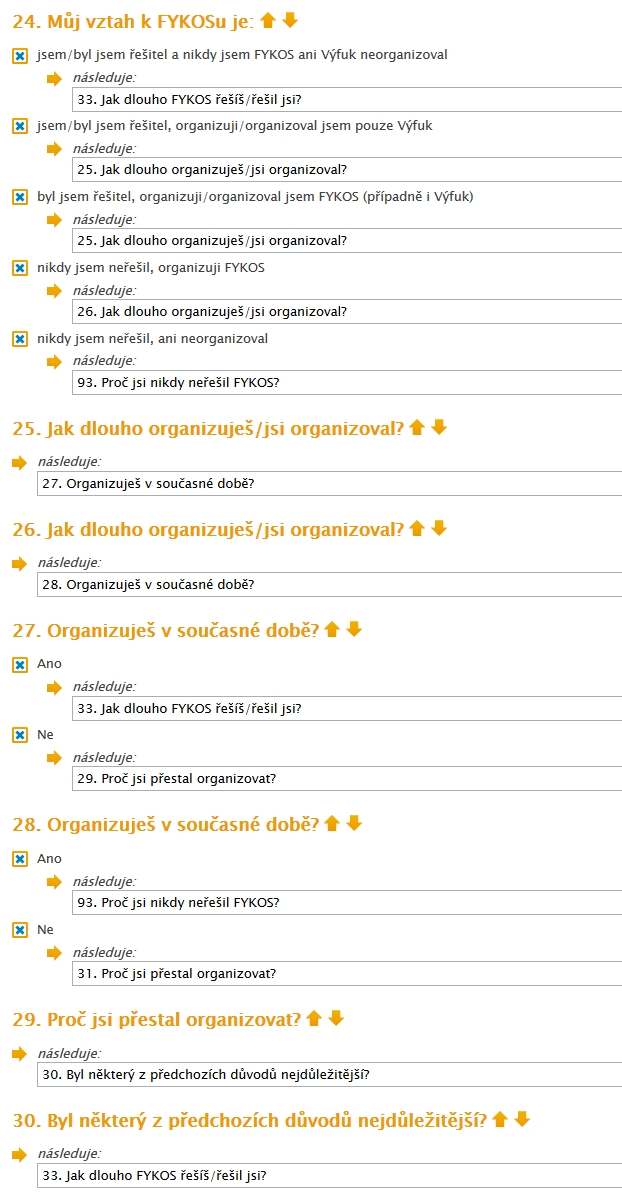 24. Můj vztah k FYKOSu je:
jsem/byl jsem řešitel a nikdy jsem FYKOS ani Výfuk neorganizoval
následuje:
33. Jak dlouho FYKOS řešíš/řešil jsi?
jsem/byl jsem řešitel, organizuji/organizoval jsem pouze Výfuk
následuje:
25. Jak dlouho organizuješ/jsi organizoval?
byl jsem řešitel, organizuji/organizoval jsem FYKOS (případně i Výfuk)
následuje:
25. Jak dlouho organizuješ/jsi organizoval?
nikdy jsem neřešil, organizuji FYKOS
následuje:
26. Jak dlouho organizuješ/jsi organizoval?
nikdy jsem neřešil, ani neorganizoval
následuje:
93. Proč jsi nikdy neřešil FYKOS?
25. Jak dlouho organizuješ/jsi organizoval?
následuje:
27. Organizuješ v současné době?
26. Jak dlouho organizuješ/jsi organizoval?
následuje:
28. Organizuješ v současné době?
27. Organizuješ v současné době?
Ano
následuje:
33. Jak dlouho FYKOS řešíš/řešil jsi?
Ne
následuje:
29. Proč jsi přestal organizovat?
28. Organizuješ v současné době?
Ano
následuje:
93. Proč jsi nikdy neřešil FYKOS?
Ne
následuje:
31. Proč jsi přestal organizovat?
29. Proč jsi přestal organizovat?
následuje:
30. Byl některý z předchozích důvodů nejdůležitější?
30. Byl některý z předchozích důvodů nejdůležitější?
následuje:
33. Jak dlouho FYKOS řešíš/řešil jsi?